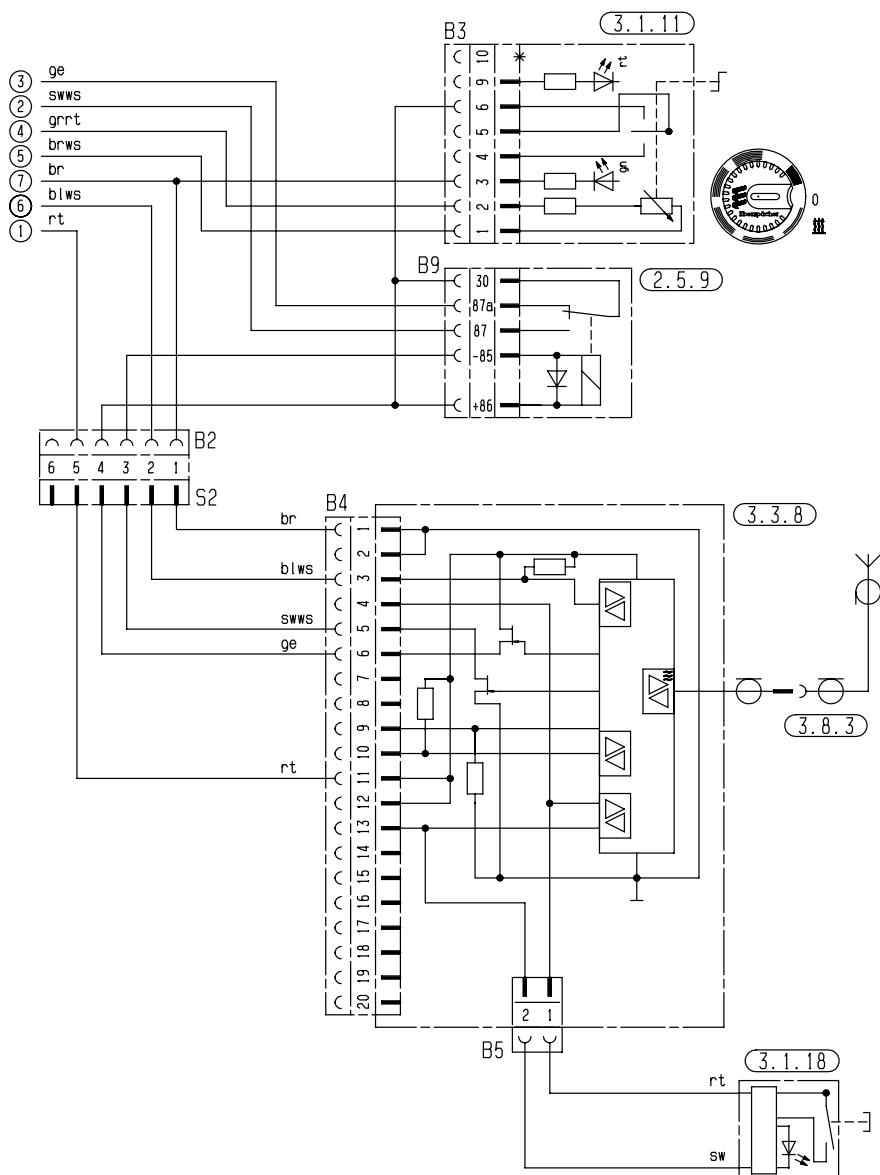 3.1.11
B3
10
9
6
5
4
3
2
1
rt
gn
3 ge
2 swws
4 grrt
5 brws
7 br
6 blws
1 rt
Eberspächer
0
B9
2.5.9
30
87a
87
-85
+86
B2
6 5 4 3 2 1
S2
B4
3.3.8
br
blws
swws
ge
rt
1
2
3
4
5
6
7
8
9
10
11
12
13
14
15
16
17
18
19
20
3.8.3
2 1
B5
3.1.18
rt
sw